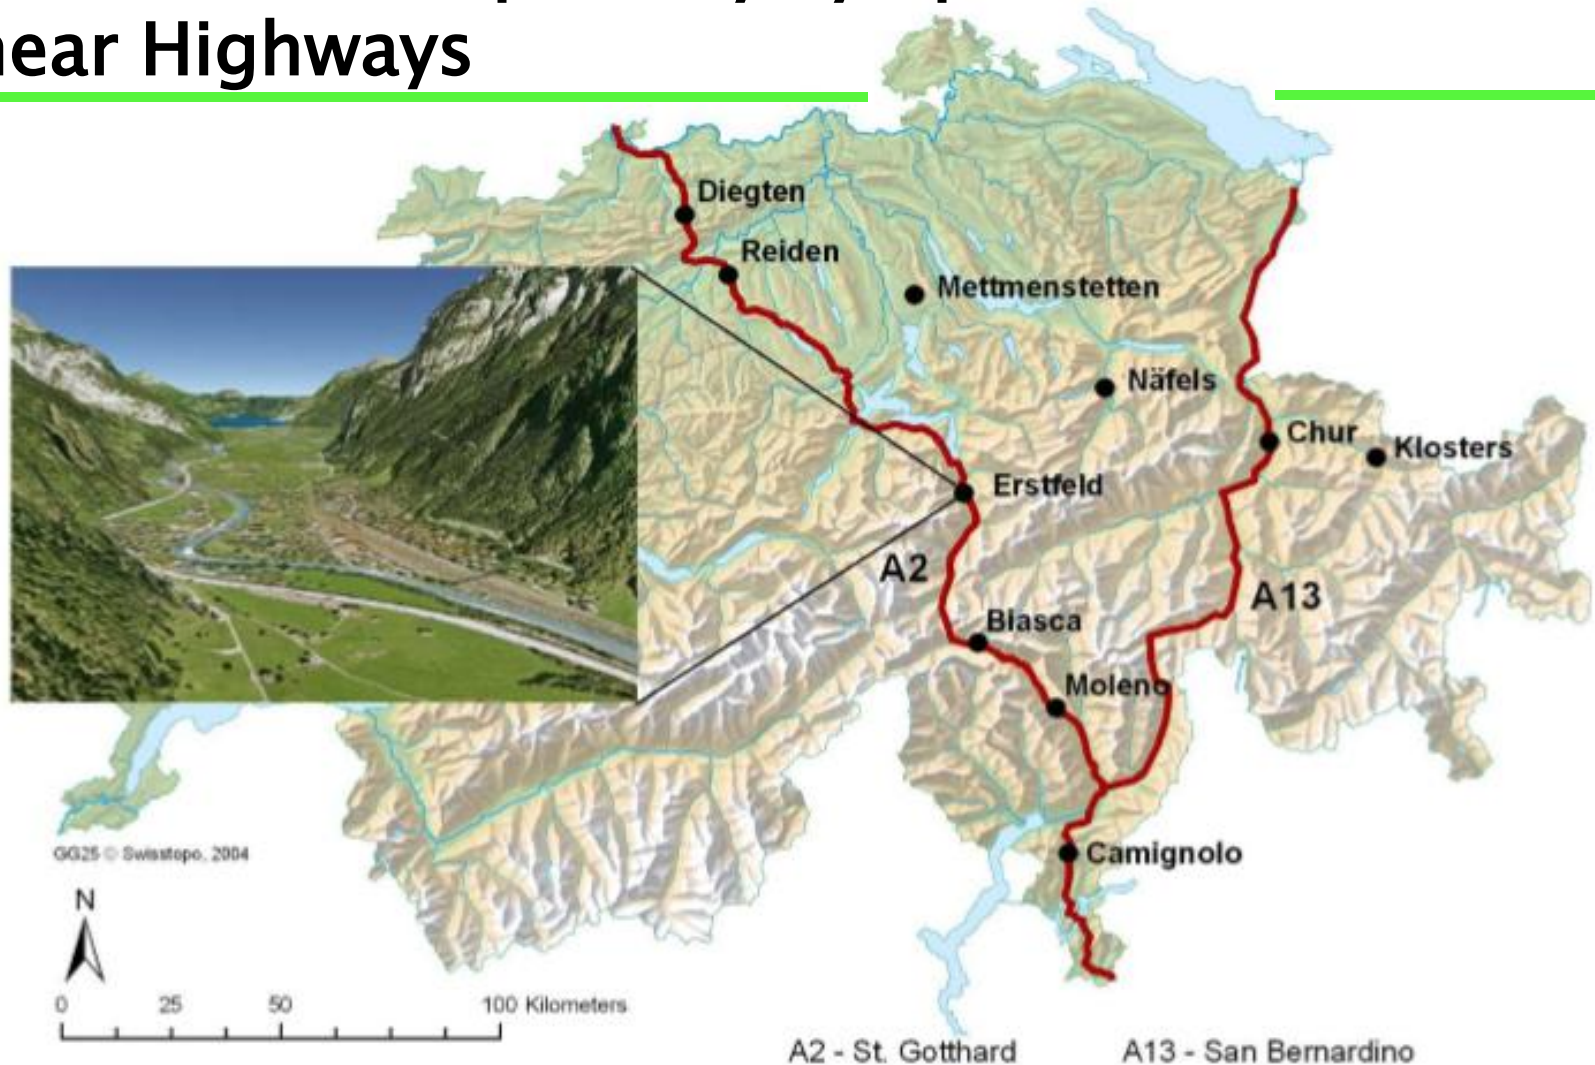 near Highways
Diegten
Reiden
Mettmenstetten
Näfels
Chur
Klosters
Erstfeld
A2
A13
Biasca
Moleno
Camignolo
GG25 © Swisstopo, 2004
N
0 25 50 100 Kilometers
A2 - St. Gotthard A13 - San Bernardino